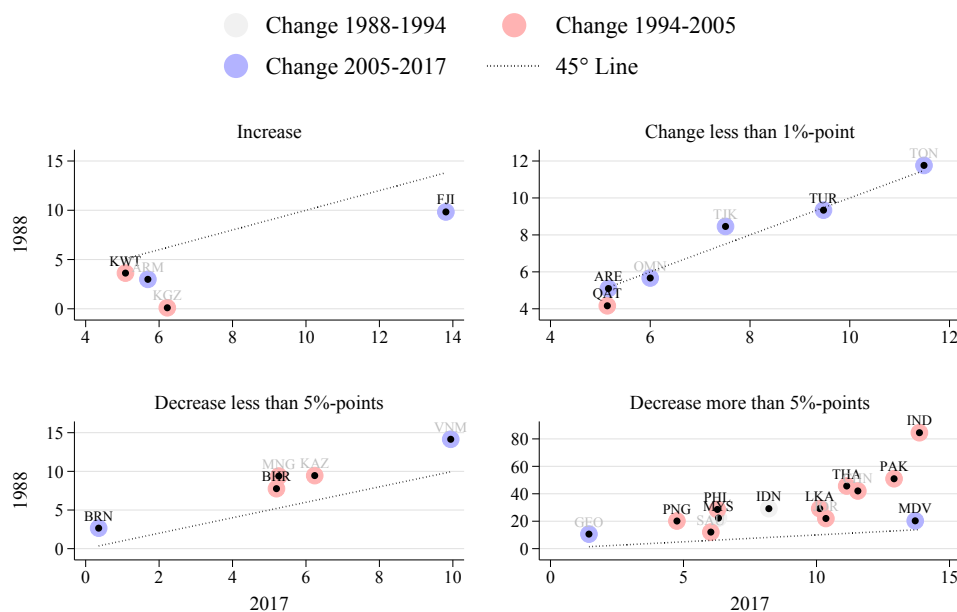 Change 1988-1994 Change 1994-2005
Change 2005-2017 45° Line
Increase
15
10
5
0
1988
FJI
KWT
ARM
KGZ
4 6 8 10 12 14
Change less than 1%-point
12
10
8
6
4
TON
TUR
TJK
OMN
ARE
QAT
4 6 8 10 12
Decrease less than 5%-points
15
10
5
0
1988
VNM
MNG KAZ
BHR
BRN
0 2 4 6 8 10
2017
Decrease more than 5%-points
80
60
40
20
0
IND
PAK
THA
PHI
MYS
IDN
LKA
PNG
MDV
GEO
0 5 10 15
2017